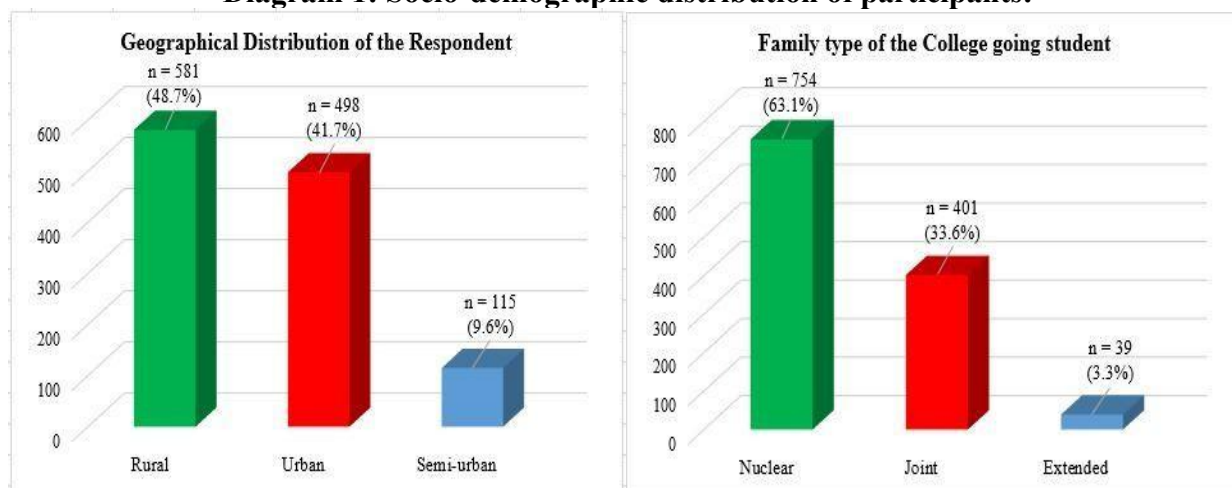 Diagram 1: Socio-demographic distribution of participants.
Geographical Distribution of the Respondent
n = 581
(48.7%)
n = 498
(41.7%)
n = 115
(9.6%)
600
500
400
300
200
100
0
Rural
Urban
Semi-urban
Family type of the College going student
n = 754
(63.1%)
n = 401
(33.6%)
n = 39
(3.3%)
800
700
600
500
400
300
200
100
0
Nuclear
Joint
Extended